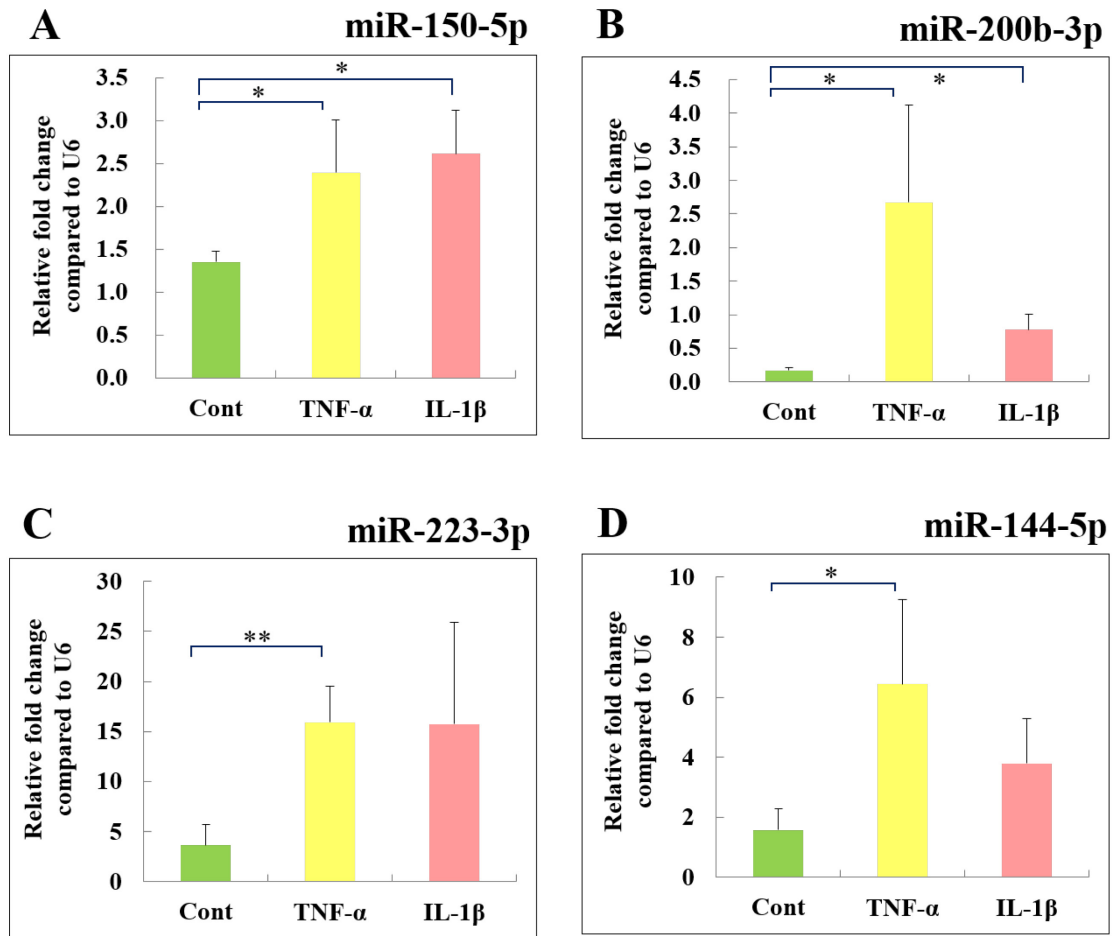 A
miR-150-5p
Relative fold change
compared to U6
3.5
3.0
2.5
2.0
1.5
1.0
0.5
0.0
*
*
Cont TNF-α IL-1β
B
miR-200b-3p
Relative fold change
compared to U6
4.5
4.0
3.5
3.0
2.5
2.0
1.5
1.0
0.5
0.0
* *
Cont TNF-α IL-1β
C
miR-223-3p
Relative fold change
compared to U6
30
25
20
15
10
5
0
**
Cont TNF-α IL-1β
D
miR-144-5p
Relative fold change
compared to U6
10
8
6
4
2
0
*
Cont TNF-α IL-1β